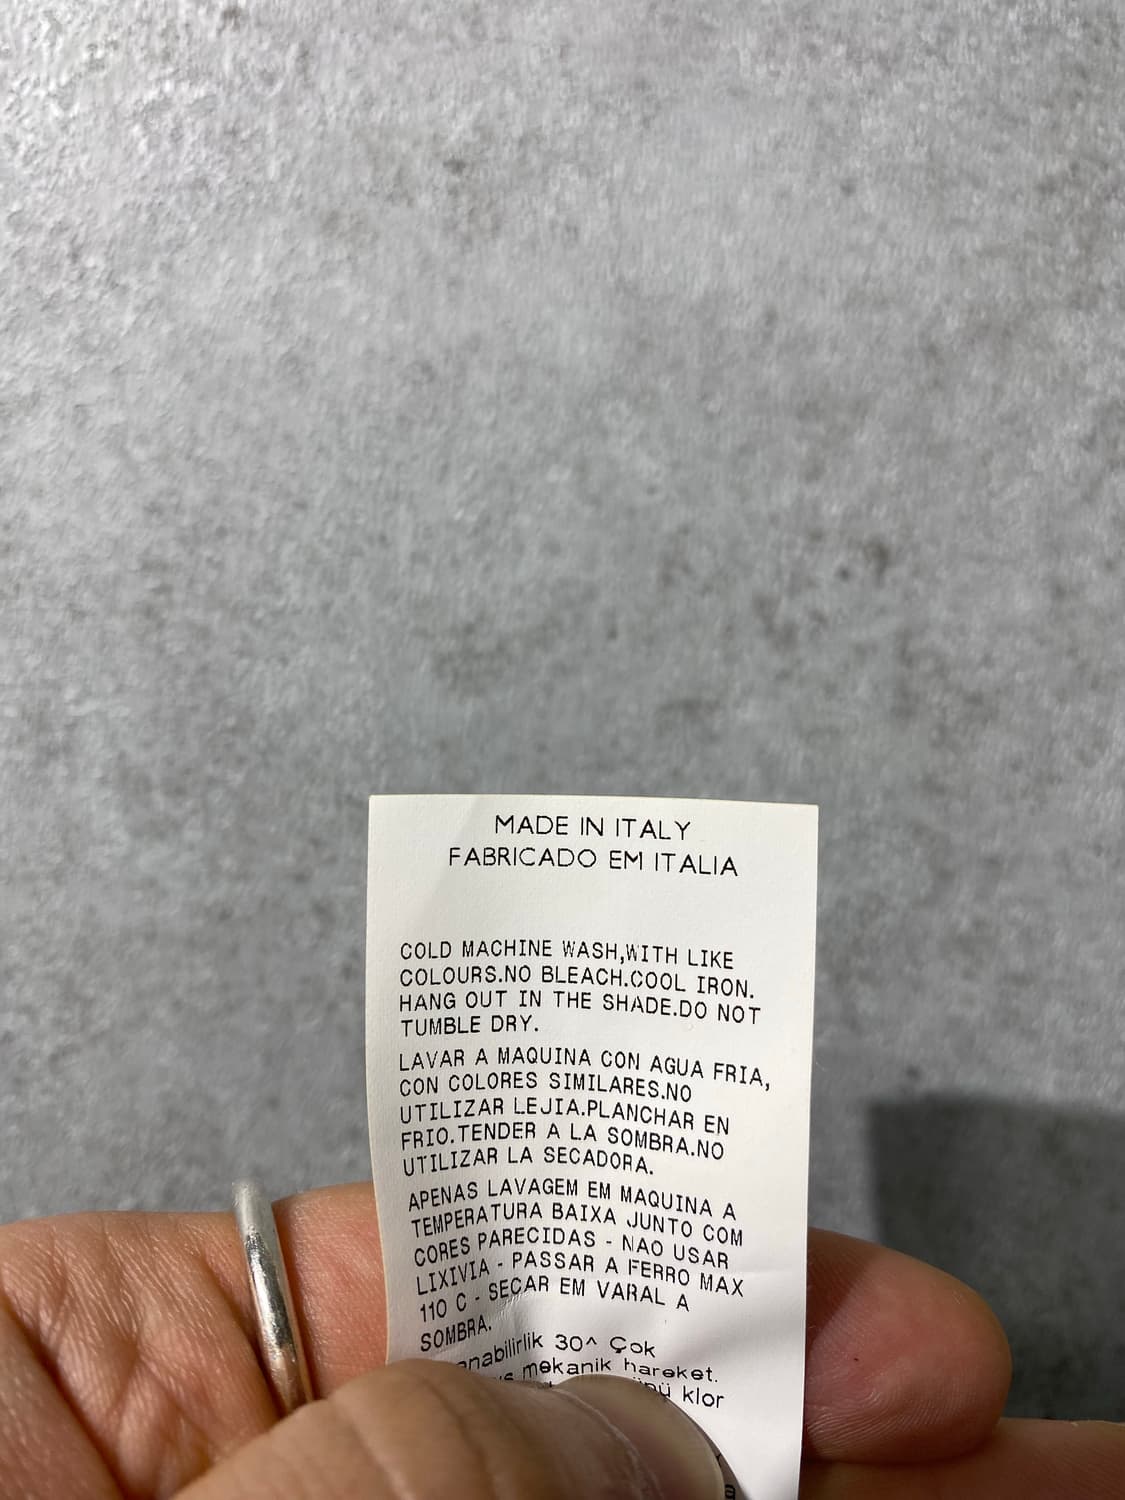 MADE IN ITALY
FABRICADO EM ITALIA
COLD MACHINE WASH,WITH LIKE
COLOURS.NO BLEACH.COOL IRON.
HANG OUT IN THE SHADE.DO NOT
TUMBLE DRY.
LAVAR A MAQUINA CON AGUA FRIA,
CON COLORES SIMILARES.NO
UTILIZAR LEJIA.PLANCHAR EN
FRIO.TENDER A LA SOMBRA.NO
UTILIZAR LA SECADORA.
APENAS LAVAGEM EM MAQUINA A
TEMPERATURA BAIXA JUNTO COM
CORES PARECIDAS - NAO USAR
LIXIVIA - PASSAR A FERRO MAX
110 C - SECAR EM VARAL A
SOMBRA.
30^ Çok
mekanik hareket.
klor